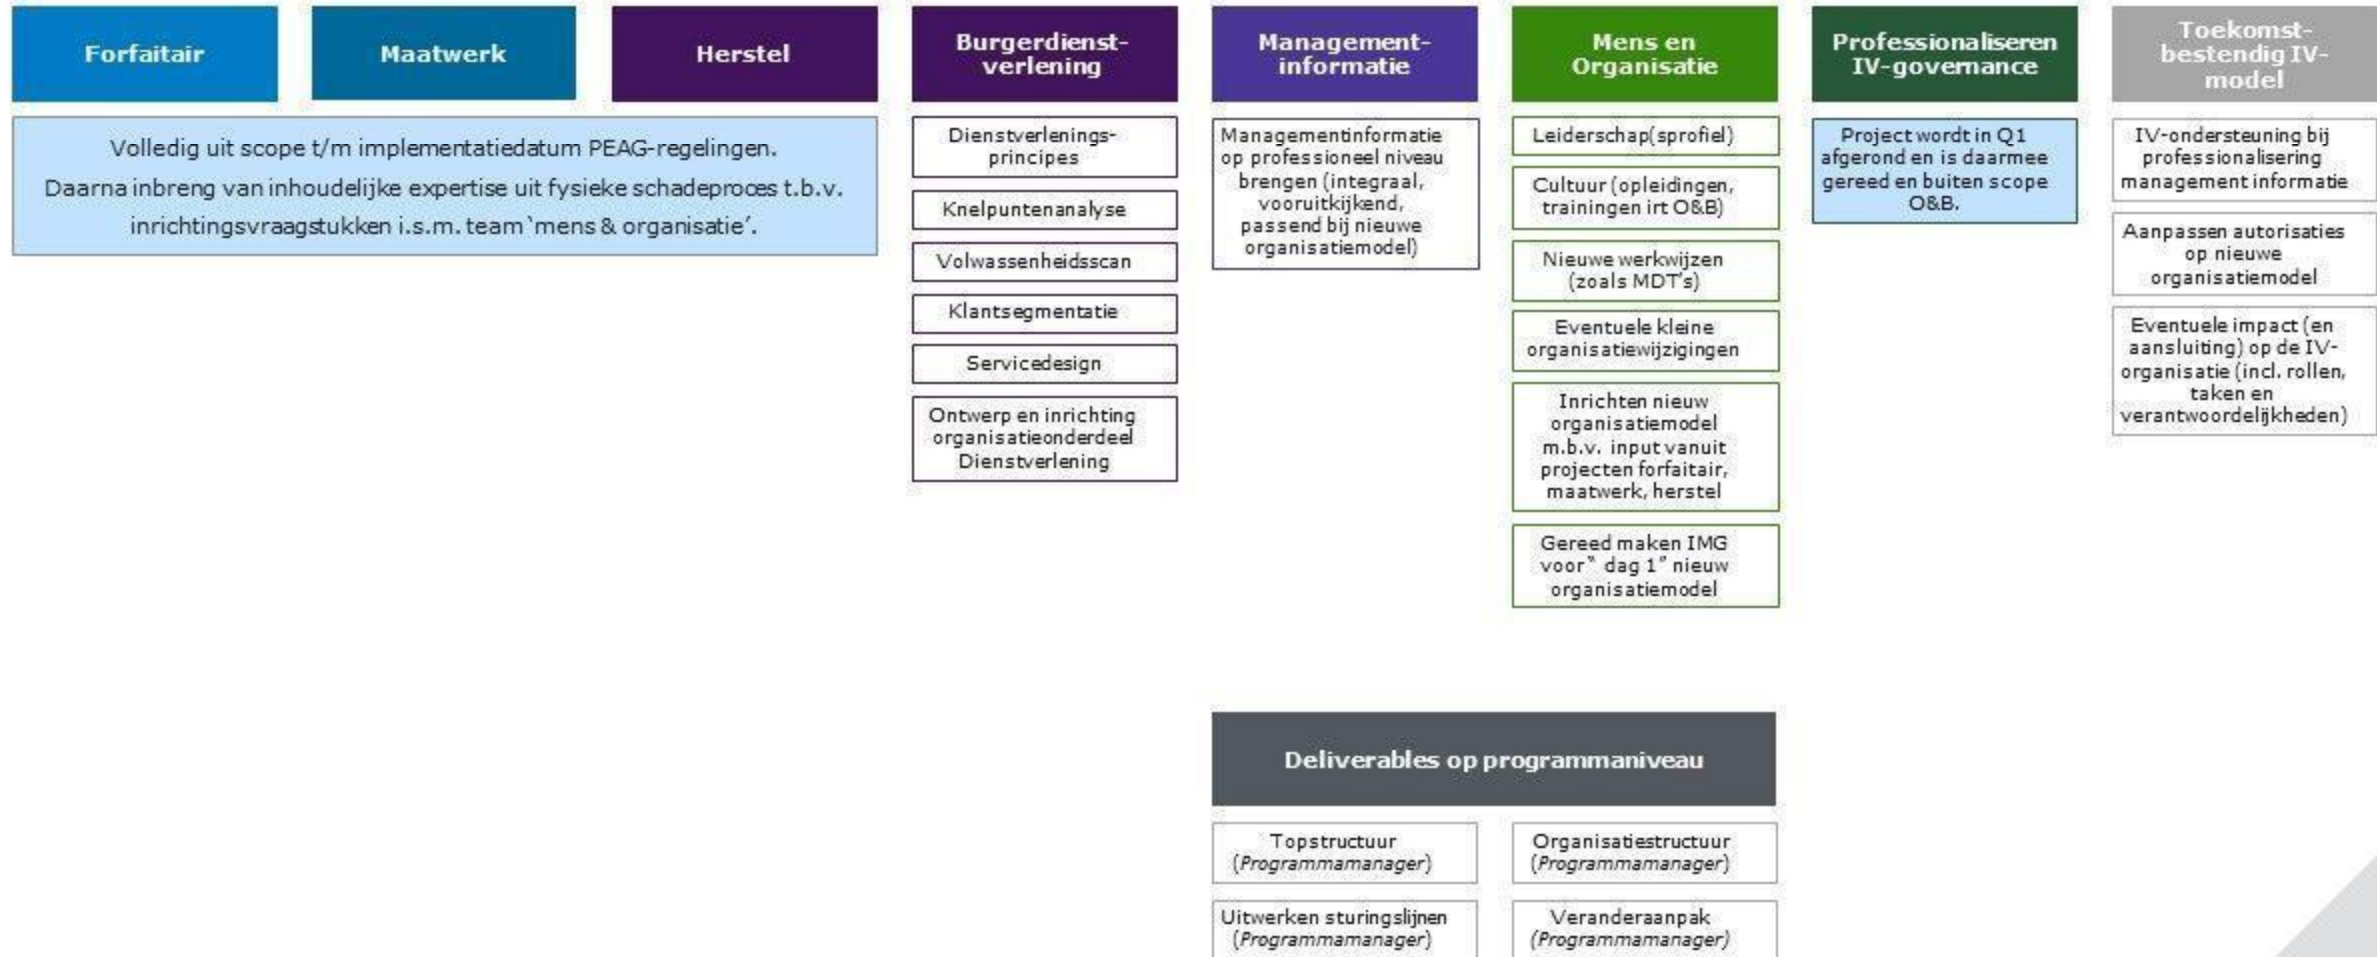 Forfaitair
Maatwerk
Herstel
Volledig uit scope t/m implementatiedatum PEAG-regelingen.
Daarna inbreng van inhoudelijke expertise uit fysieke schadeproces t.b.v.
inrichtingsvraagstukken i.s.m. team ‘mens & organisatie’.
Burgerdienst-
verlening
Dienstverlenings-
principes
Knelpuntenanalyse
Volwassenheidsscan
Klantsegmentatie
Servicedesign
Ontwerp en inrichting
organisatieonderdeel
Dienstverlening
Management-
informatie
Managementinformatie
op professioneel niveau
brengen (integraal,
vooruitkijkend,
passend bij nieuwe
organisatiemodel)
Mens en
Organisatie
Leiderschap(sprofiel)
Cultuur (opleidingen,
trainingen irt O&B)
Nieuwe werkwijzen
(zoals MDT’s)
Eventuele kleine
organisatiewijzigingen
Inrichten nieuw
organisatiemodel
m.b.v. input vanuit
projecten forfaitair,
maatwerk, herstel
Gereed maken IMG
voor “ dag 1” nieuw
organisatiemodel
Professionaliseren
IV-governance
Project wordt in Q1
afgerond en is daarmee
gereed en buiten scope
O&B.
Toekomst-
bestendig IV-
model
IV-ondersteuning bij
professionalisering
management informatie
Aanpassen autorisaties
op nieuwe
organisatiemodel
Eventuele impact (en
aansluiting) op de IV-
organisatie (incl. rollen,
taken en
verantwoordelijkheden)
Deliverables op programmaniveau
Topstructuur
(Programmamanager)
Organisatiestructuur
(Programmamanager)
Uitwerken sturingslijnen
(Programmamanager)
Veranderaanpak
(Programmamanager)